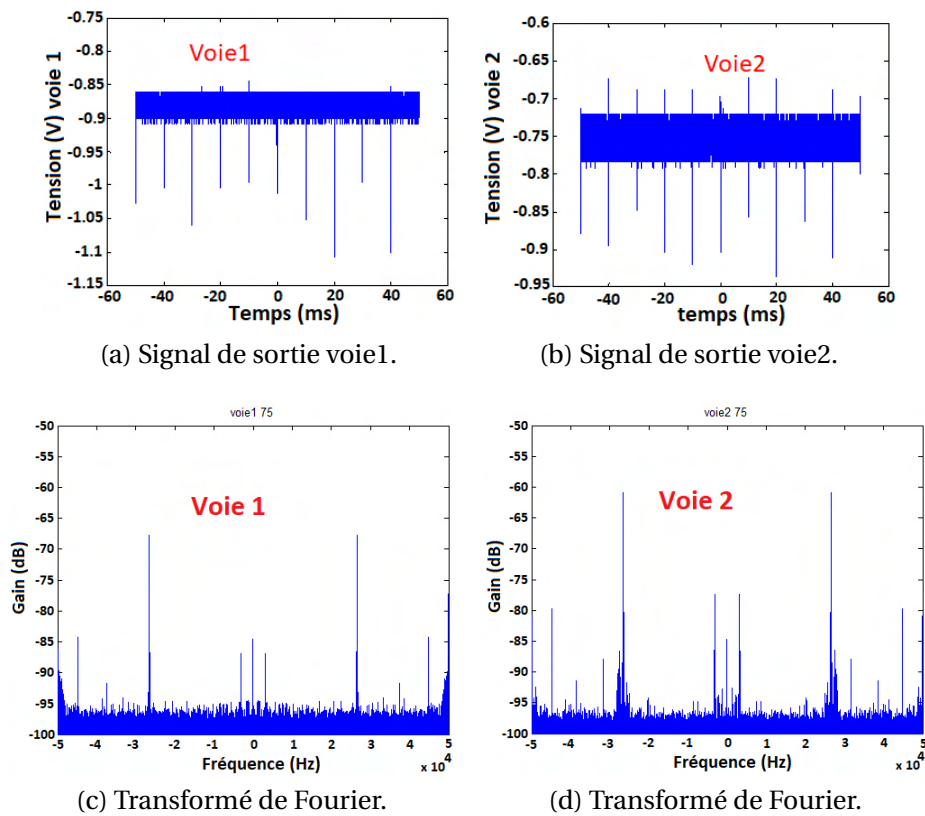 -0.75
-0.8
-0.85
-0.9
-0.95
-1
-1.05
-1.1
-1.15
Tension (V) voie 1
Voie1
-60 -40 -20 0 20 40 60
Temps (ms)
(a) Signal de sortie voie1.
-0.6
-0.65
-0.7
-0.75
-0.8
-0.85
-0.9
-0.95
Tension (V) voie 2
Voie2
-60 -40 -20 0 20 40 60
temps (ms)
(b) Signal de sortie voie2.
voie1 75
-50
-55
-60
-65
-70
-75
-80
-85
-90
-95
-100
Gain (dB)
Voie 1
-5 -4 -3 -2 -1 0 1 2 3 4 5
x 10^4
Fréquence (Hz)
(c) Transformé de Fourier.
voie2 75
-50
-55
-60
-65
-70
-75
-80
-85
-90
-95
-100
Gain (dB)
Voie 2
-5 -4 -3 -2 -1 0 1 2 3 4 5
x 10^4
Fréquence (Hz)
(d) Transformé de Fourier.